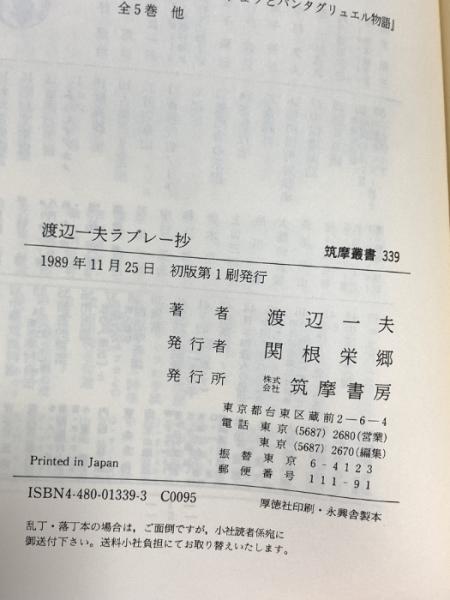 とパンタグリュエル物語』
全5巻 他
渡辺一夫ラブレー抄
筑摩叢書 339
1989年11月25日 初版第1刷発行
著者 渡辺一夫
発行者 関根栄郷
発行所 株式会社 筑摩書房
東京都台東区蔵前2-6-4
電話 東京 (5687) 2680(営業)
東京 (5687) 2670(編集)
振替東京 6-4123
郵便番号 111-91
Printed in Japan
ISBN4-480-01339-3 C0095
厚徳社印刷・永興舎製本
乱丁・落丁本の場合は，ご面倒ですが，小社読者係宛に
御送付下さい。送料小社負担にてお取替えいたします。